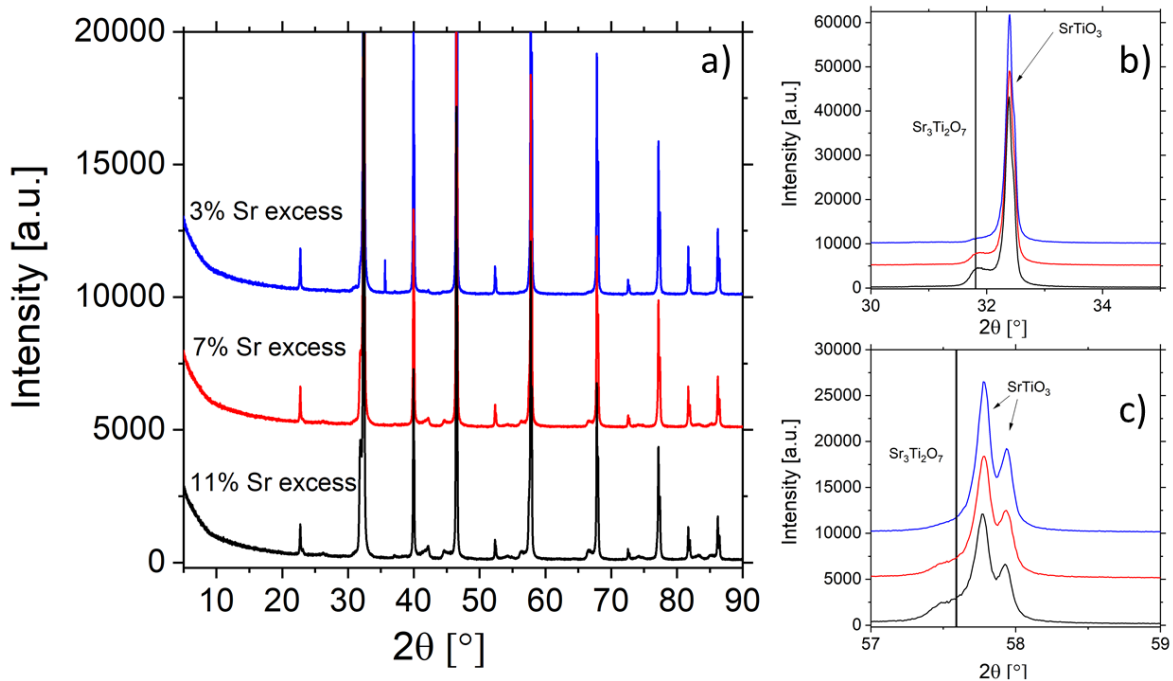 a)
20000
15000
10000
5000
0
Intensity [a.u.]
3% Sr excess
7% Sr excess
11% Sr excess
10 20 30 40 50 60 70 80 90
2θ [°]
b)
60000
50000
40000
30000
20000
10000
0
Intensity [a.u.]
SrTiO₃
Sr₃Ti₂O₇
30 32 34
2θ [°]
c)
30000
25000
20000
15000
10000
5000
0
Intensity [a.u.]
SrTiO₃
Sr₃Ti₂O₇
57 58 59
2θ [°]